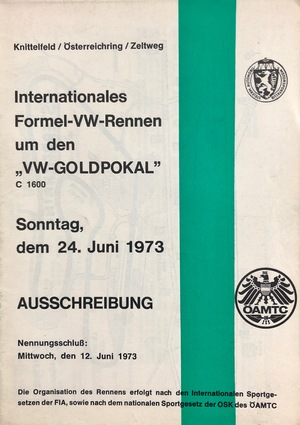 Knittelfeld / Österreichring / Zeltweg
Internationales
Formel-VW-Rennen
um den
„VW-GOLDPOKAL”
C 1600
Sonntag,
dem 24. Juni 1973
AUSSCHREIBUNG
ÖAMTC
Nennungsschluß:
Mittwoch, den 12. Juni 1973
Die Organisation des Rennens erfolgt nach den Internationalen Sportge-
setzen der FIA, sowie nach dem nationalen Sportgesetz der OSK des ÖAMTC